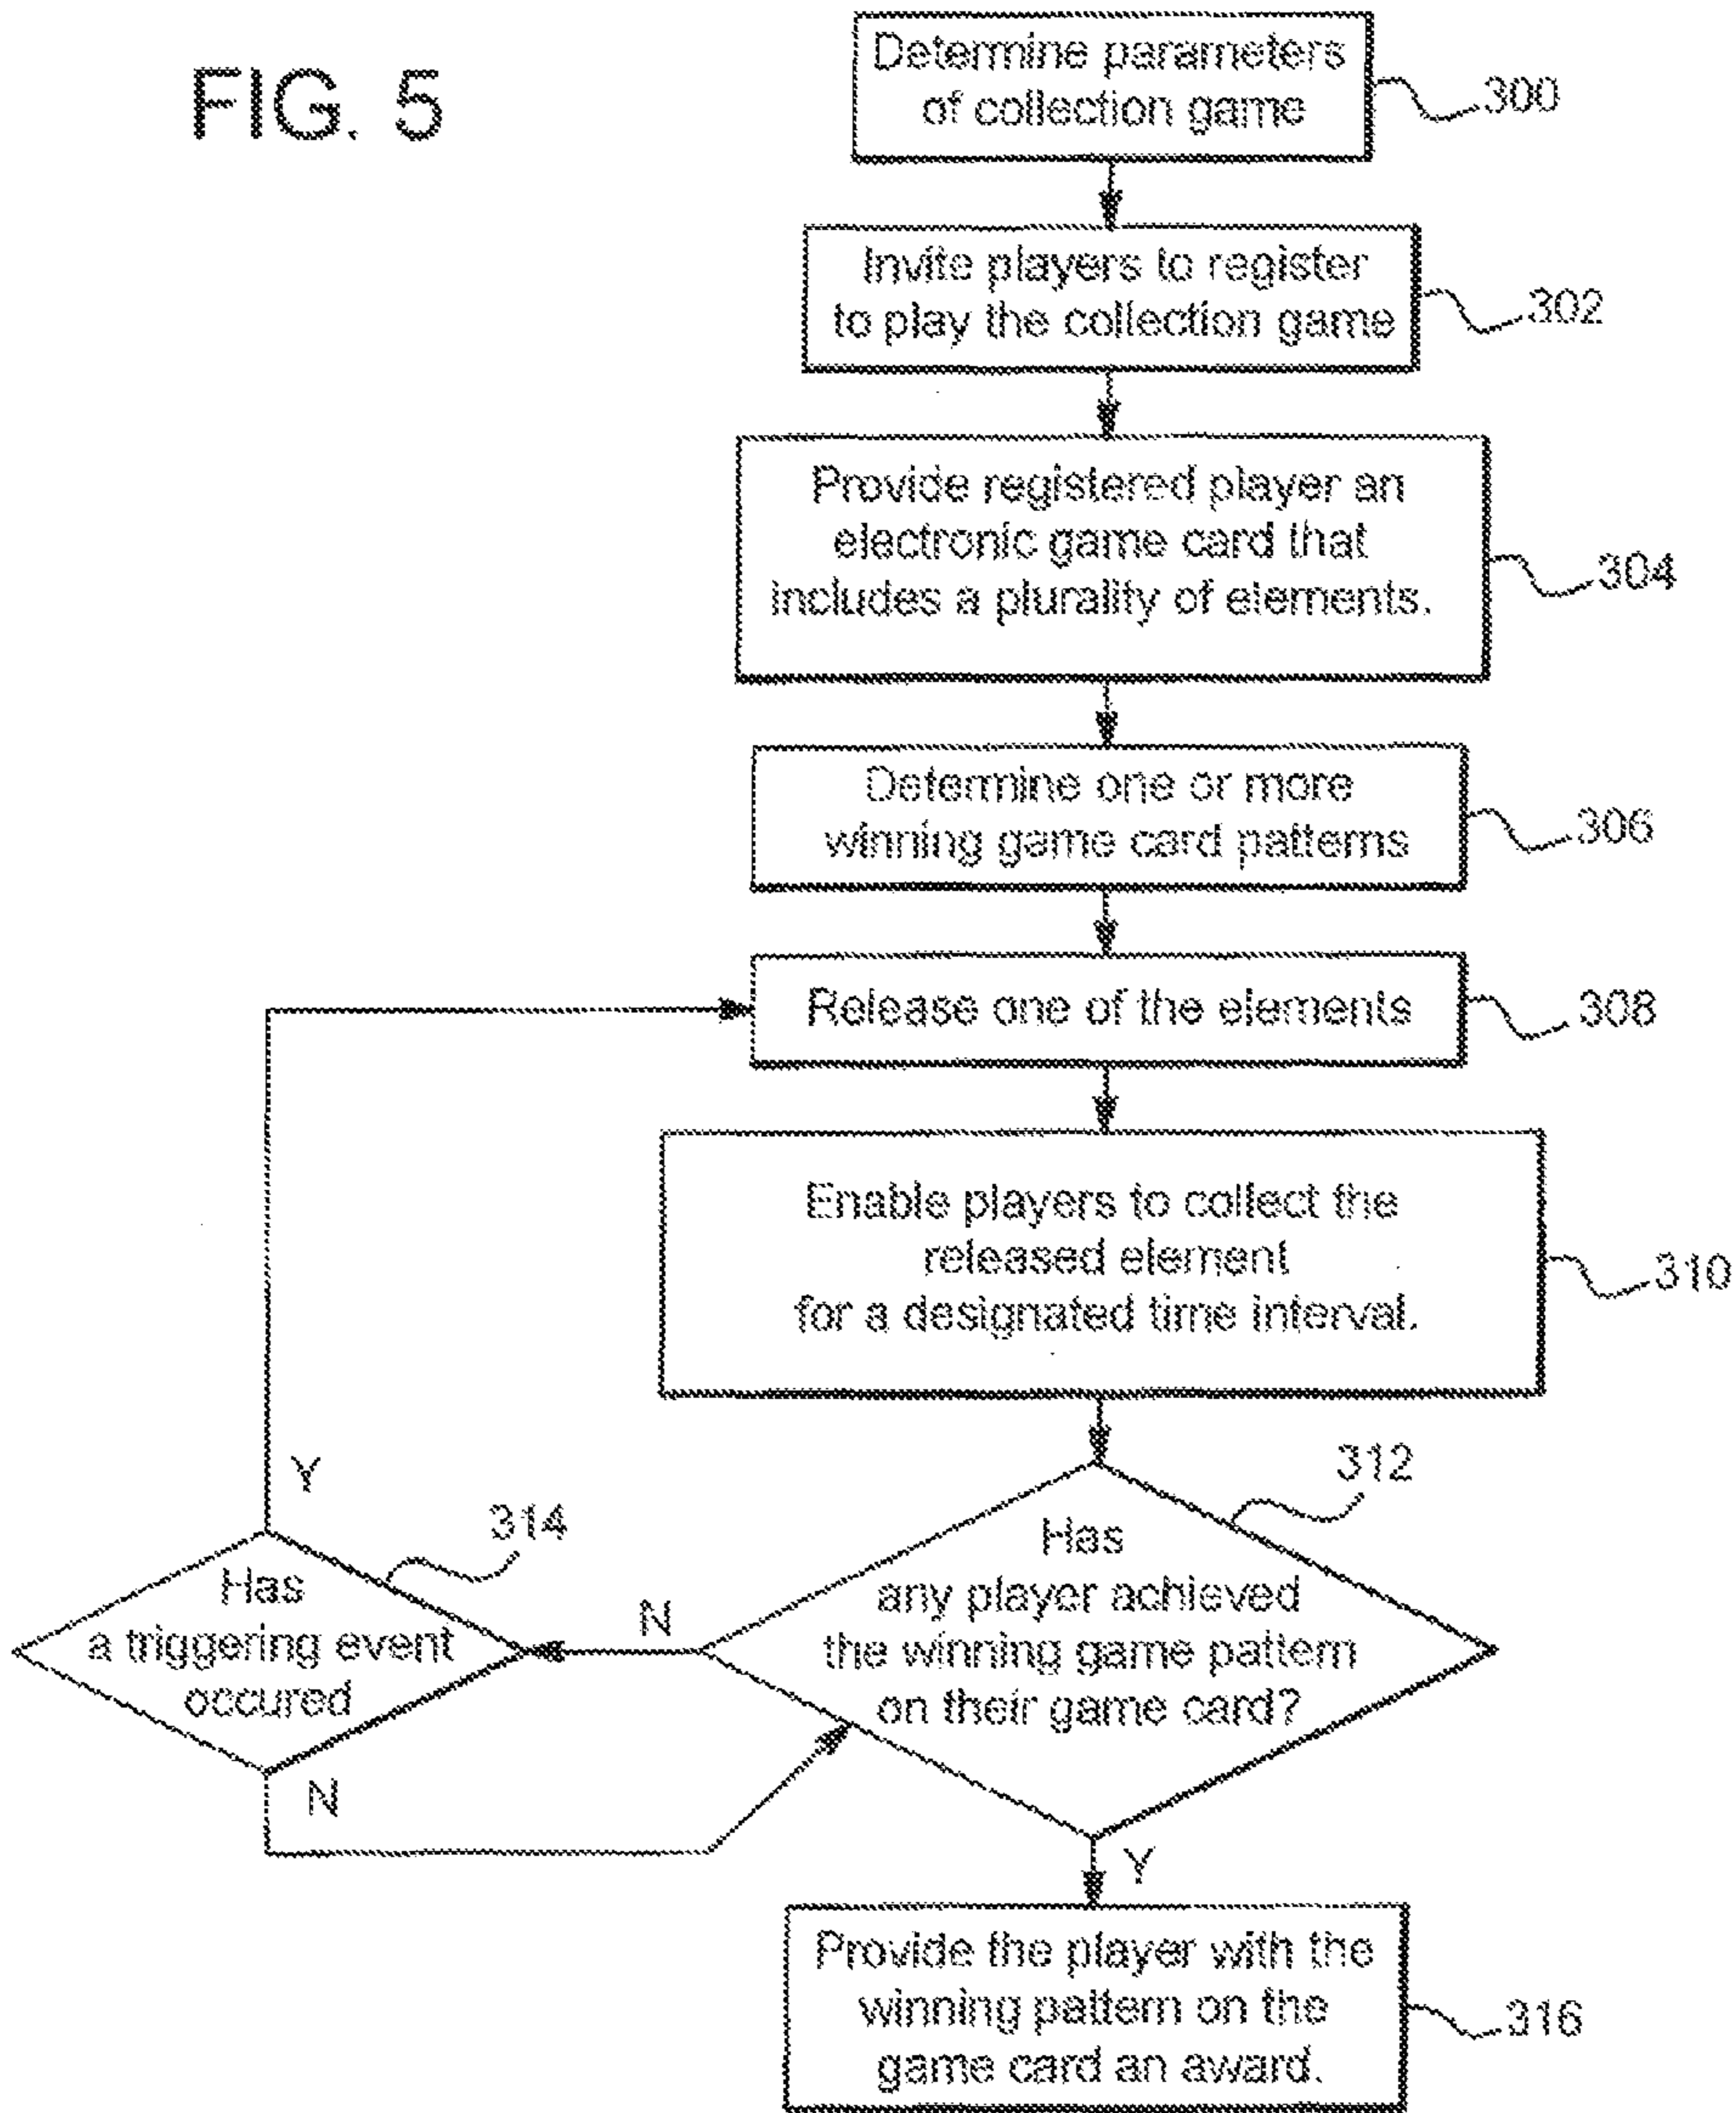 FIG. 5
Determine parameters
of collection game
300
Invite players to register
to play the collection game
302
Provide registered player an
electronic game card that
includes a plurality of elements.
304
Determine one or more
winning game card patterns
306
Release one of the elements
308
Enable players to collect the
released element
for a designated time interval.
310
Has
any player achieved
the winning game pattern
on their game card?
312
N
Y
Has
a triggering event
occured
314
Y
N
Provide the player with the
winning pattern on the
game card an award.
316